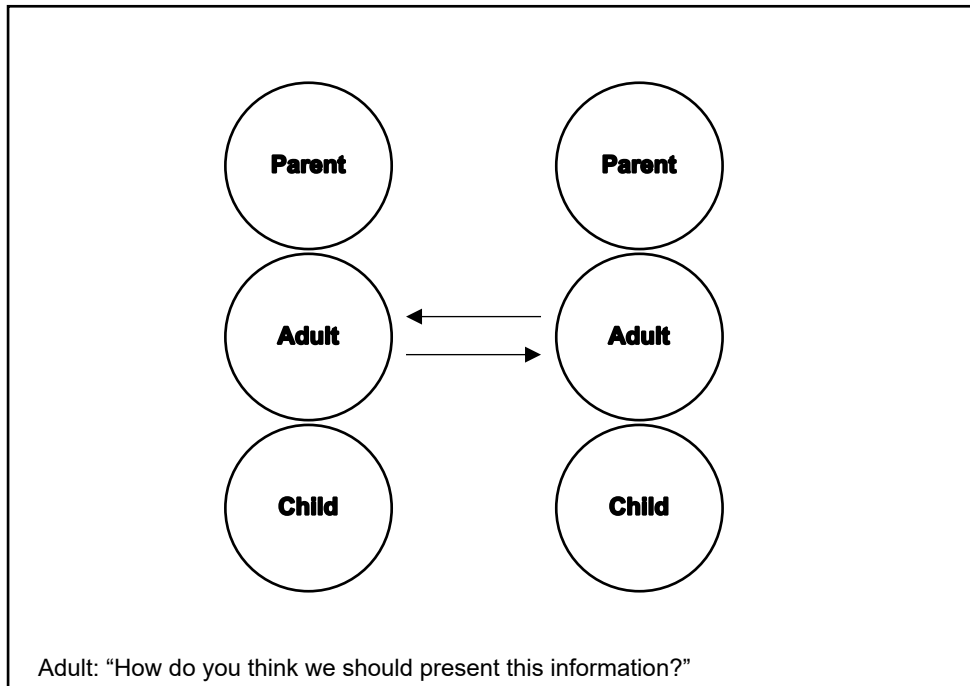 Parent
Parent
Adult
Adult
Child
Child
Adult: “How do you think we should present this information?”